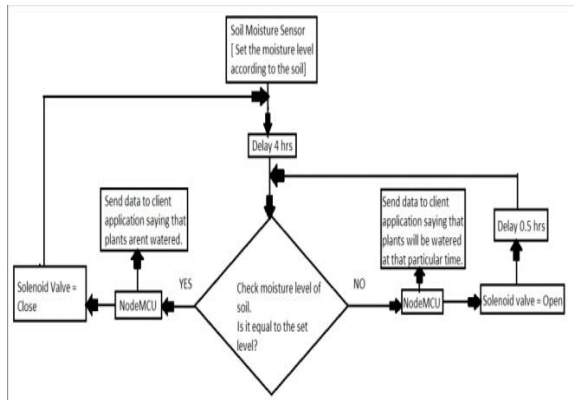 Soil Moisture Sensor
[ Set the moisture level
according to the soil]
Delay 4 hrs
Send data to client
application saying that
plants arent watered.
Send data to client
application saying that
plants will be watered
at that particular time.
Delay 0.5 hrs
Solenoid Valve =
Close
NodeMCU
YES
Check moisture level of
soil.
Is it equal to the set
level?
NO
NodeMCU
Solenoid valve = Open